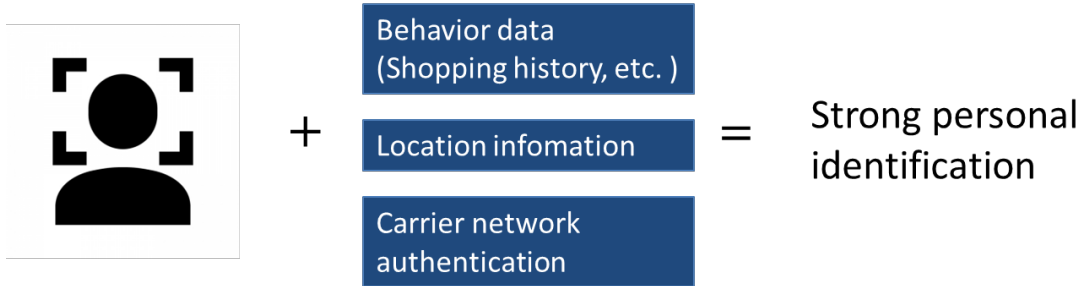 Behavior data
(Shopping history, etc. )
+
Location infomation
=
Strong personal
identification
Carrier network
authentication